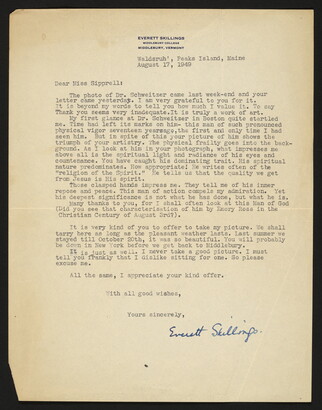 EVERETT SKILLINGS
MIDDLEBURY COLLEGE
MIDDLEBURY, VERMONT
Waldsruh', Peaks Island, Maine
August 17, 1949
Dear Miss Sipprell:
The photo of Dr. Schweitzer came last week-end and your
letter came yesterday. I am very grateful to you for it.
It is beyond my words to tell you how much I value it. To say
Thank you seems very inadequate. It is truly a work of art.
My first glance at Dr. Schweitzer in Boston quite startled
me. Time had left its marks on him- this man of such pronounced
physical vigor seventeen years ago, the first and only time I had
seen him. But in spite of this your picture of him shows the
triumph of your artistry. The physical frailty goes into the back-
ground. As I look at him in your photograph, what impresses me
above all is the spiritual light and radiance of his eyes and
countenance. You have caught his dominating trait. His spiritual
nature predominates. How appropriate! He writes often of the
"religion of the Spirit." He tells us that the quality we get
from Jesus is His spirit.
Those clasped hands impress me. They tell me of his inner
repose and peace. This man of action compels my admiration. Yet
his deepest significance is not what he has done, but what he is.
Many thanks to you, for I shall often look at this Man of God
(Did you see that characterization of him by Emory Ross in the
Christian Century of August 3rd?).
It is very kind of you to offer to take my picture. We shall
tarry here as long as the pleasant weather lasts. Last summer we
stayed till October 20th, it was so beautiful. You will probably
be down in New York before we get back to Middlebury.
It is just as well. I never take a good picture. I must
tell you frankly that I dislike sitting for one. So please
excuse me.
All the same, I appreciate your kind offer.
With all good wishes,
Yours sincerely,
Everett Skillings.